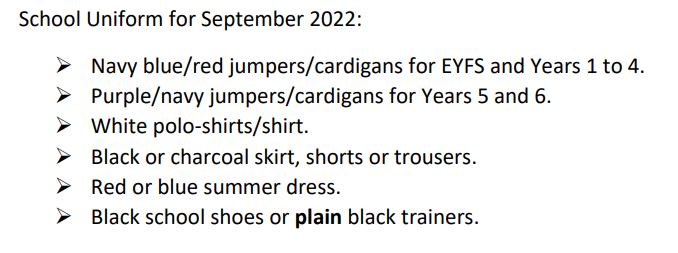 School Uniform for September 2022:
➢ Navy blue/red jumpers/cardigans for EYFS and Years 1 to 4.
➢ Purple/navy jumpers/cardigans for Years 5 and 6.
➢ White polo-shirts/shirt.
➢ Black or charcoal skirt, shorts or trousers.
➢ Red or blue summer dress.
➢ Black school shoes or plain black trainers.